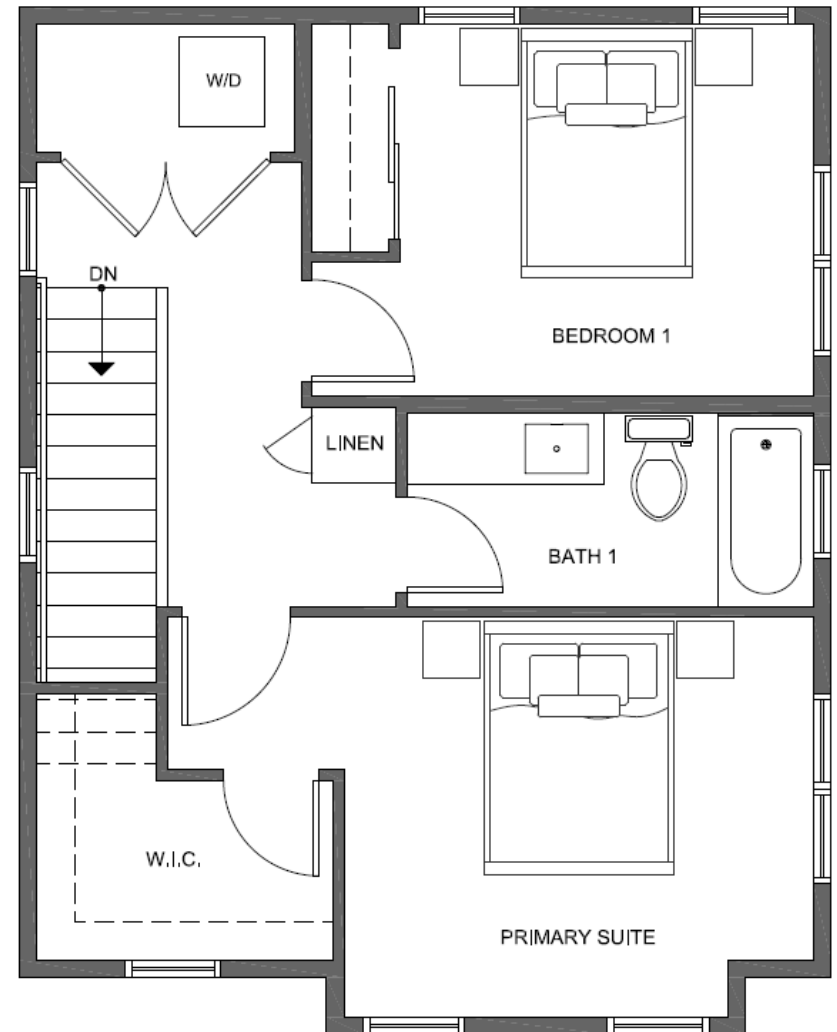 W/D
DN
BEDROOM 1
LINEN
BATH 1
W.I.C.
PRIMARY SUITE